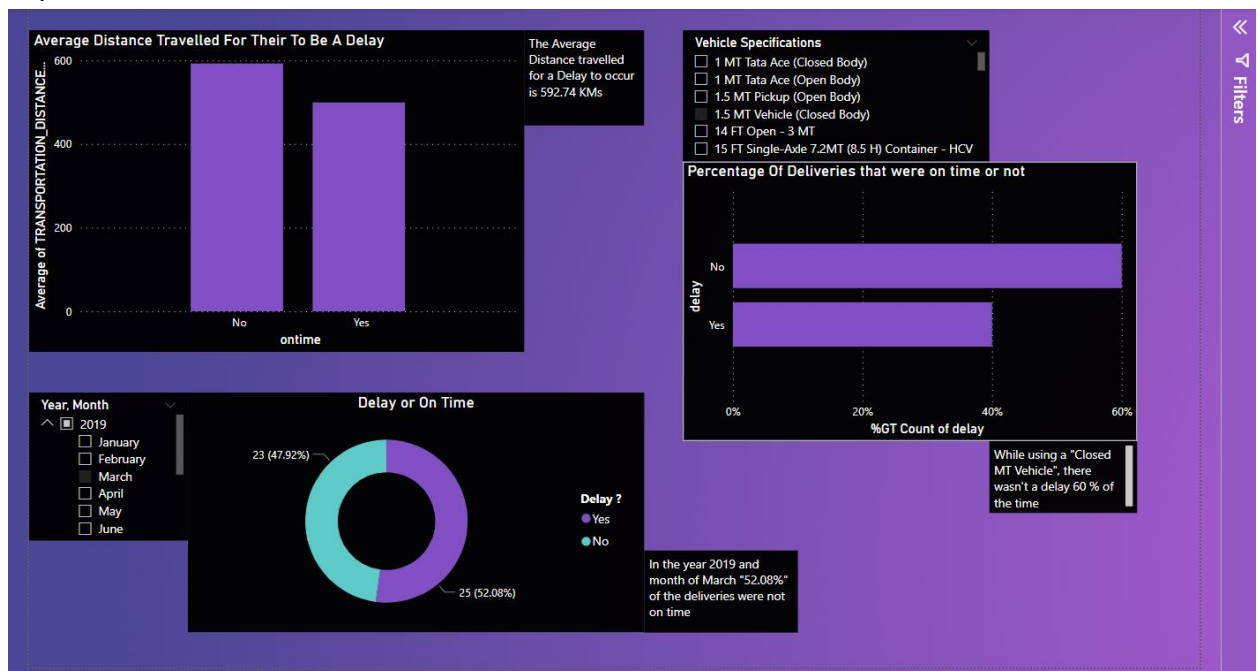 Average Distance Travelled For Their To Be A Delay
Average of TRANSPORTATION_DISTANCE...
600
400
200
0
No
Yes
ontime
The Average
Distance travelled
for a Delay to occur
is 592.74 KMs
Vehicle Specifications
1 MT Tata Ace (Closed Body)
1 MT Tata Ace (Open Body)
1.5 MT Pickup (Open Body)
1.5 MT Vehicle (Closed Body)
14 FT Open - 3 MT
15 FT Single-Axle 7.2MT (8.5 H) Container - HCV
Percentage Of Deliveries that were on time or not
delay
No
Yes
0%
20%
40%
60%
%GT Count of delay
While using a "Closed
MT Vehicle", there
wasn't a delay 60 % of
the time
Year, Month
2019
January
February
March
April
May
June
Delay or On Time
23 (47.92%)
25 (52.08%)
Delay ?
Yes
No
In the year 2019 and
month of March "52.08%"
of the deliveries were not
on time
Filters